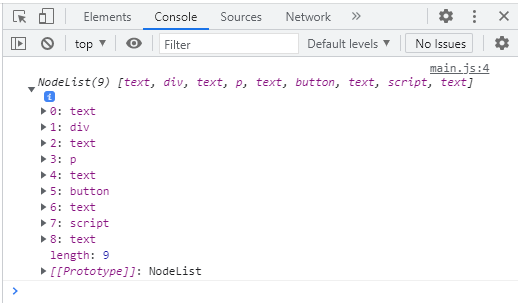 Elements Console Sources Network »
top ▼ Filter Default levels ▼ No Issues
main.js:4
▼ NodeList(9) [text, div, text, p, text, button, text, script, text]
i
▶ 0: text
▶ 1: div
▶ 2: text
▶ 3: p
▶ 4: text
▶ 5: button
▶ 6: text
▶ 7: script
▶ 8: text
length: 9
▶ [[Prototype]]: NodeList
>